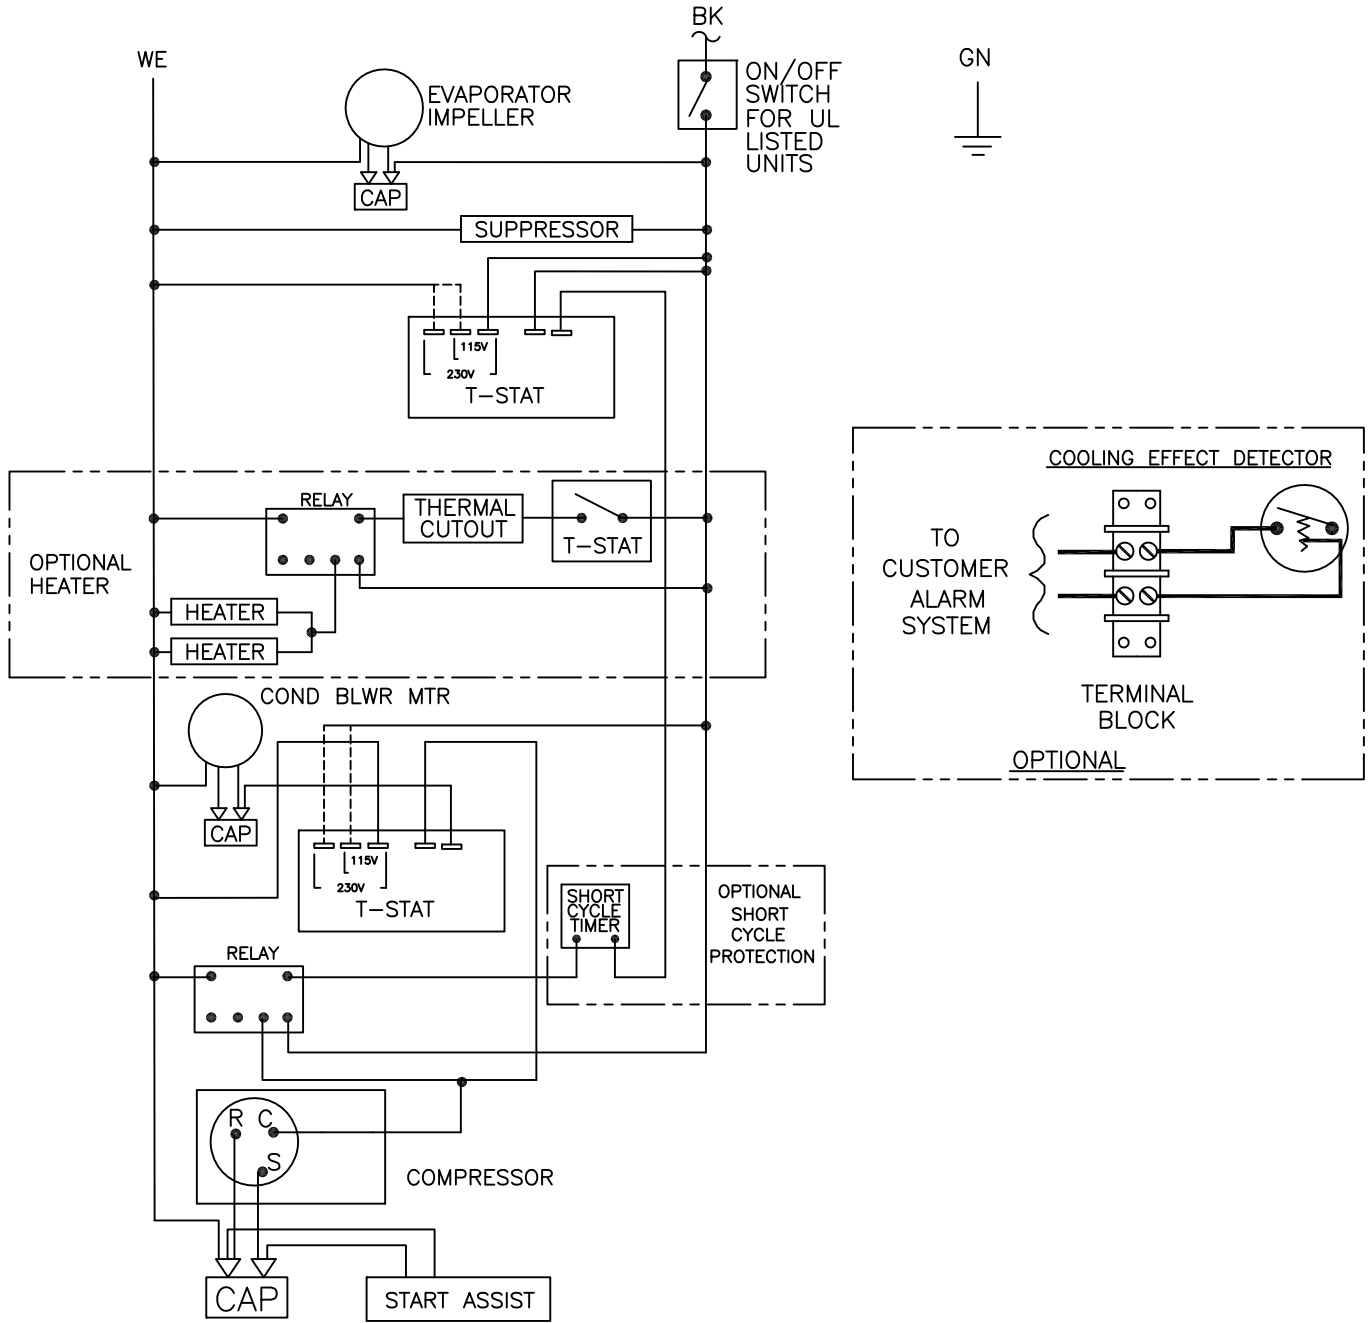 BK
WE
GN
ON/OFF
SWITCH
FOR UL
LISTED
UNITS
EVAPORATOR
IMPELLER
CAP
SUPPRESSOR
115V
230V
T-STAT
RELAY
THERMAL
CUTOUT
T-STAT
OPTIONAL
HEATER
HEATER
HEATER
COOLING EFFECT DETECTOR
TO
CUSTOMER
ALARM
SYSTEM
TERMINAL
BLOCK
OPTIONAL
COND BLWR MTR
CAP
115V
230V
T-STAT
SHORT
CYCLE
TIMER
OPTIONAL
SHORT
CYCLE
PROTECTION
RELAY
R C
S
COMPRESSOR
CAP
START ASSIST